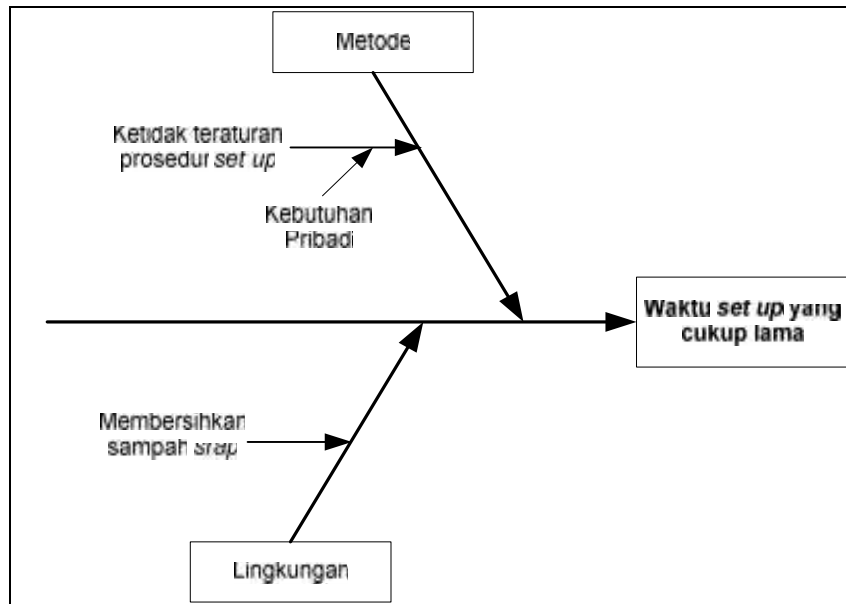 Metode
Ketidak teraturan
prosedur set up
Kebutuhan
Pribadi
Waktu set up yang
cukup lama
Membersihkan
sampah srap
Lingkungan